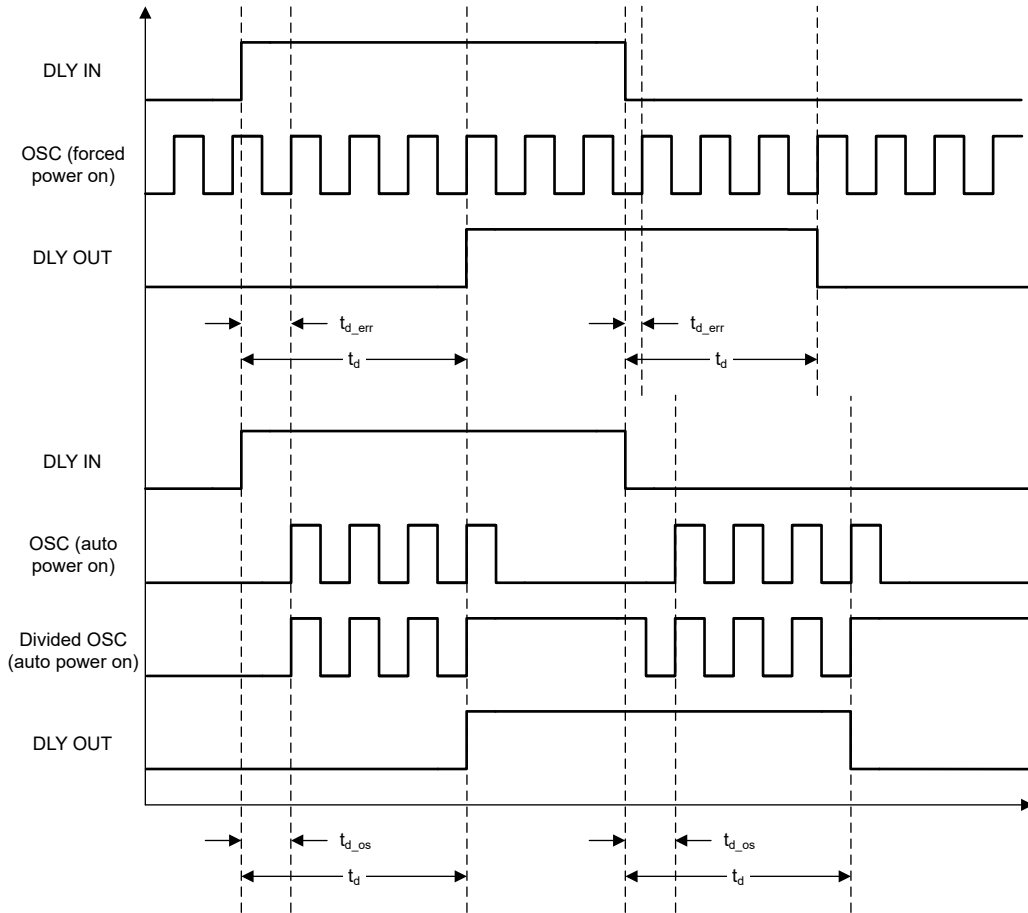 DLY IN
OSC (forced
power on)
DLY OUT
t_d_err
t_d_err
t_d
t_d
DLY IN
OSC (auto
power on)
Divided OSC
(auto power on)
DLY OUT
t_d_os
t_d_os
t_d
t_d